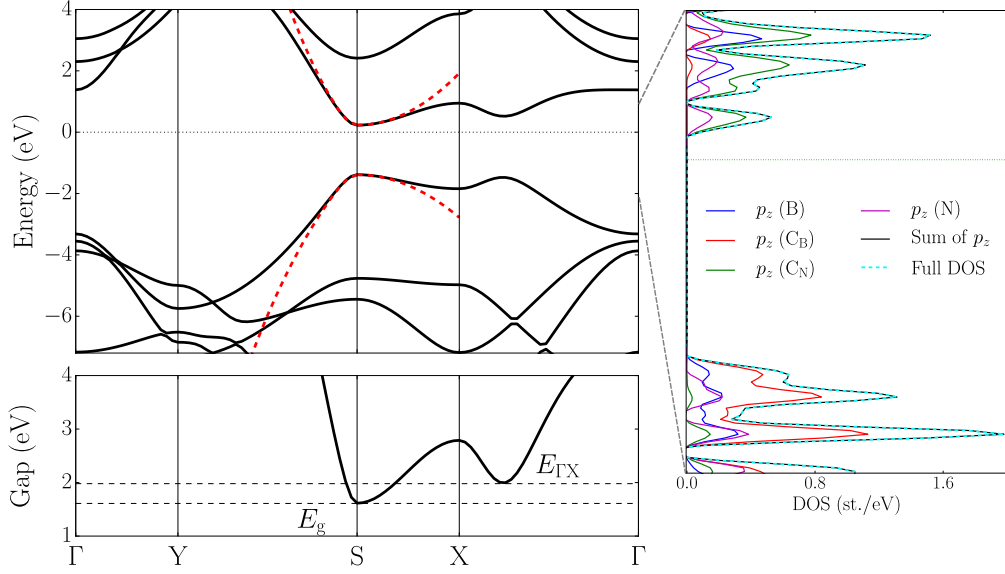 4
2
0
−2
−4
−6
Energy (eV)
4
3
2
1
Gap (eV)
E_ΓX
E_g
Γ Y S X Γ
p_z (B)
p_z (C_B)
p_z (C_N)
p_z (N)
Sum of p_z
Full DOS
0.0 0.8 1.6
DOS (st./eV)